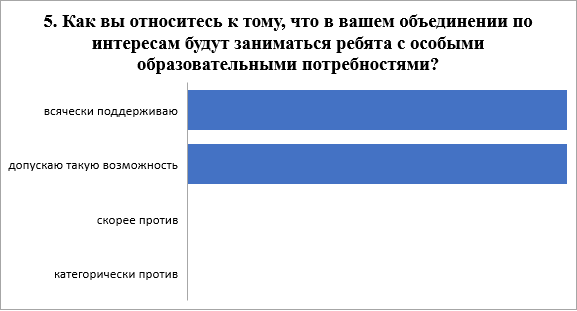 5. Как вы относитесь к тому, что в вашем объединении по
интересам будут заниматься ребята с особыми
образовательными потребностями?
всячески поддерживаю
допускаю такую возможность
скорее против
категорически против